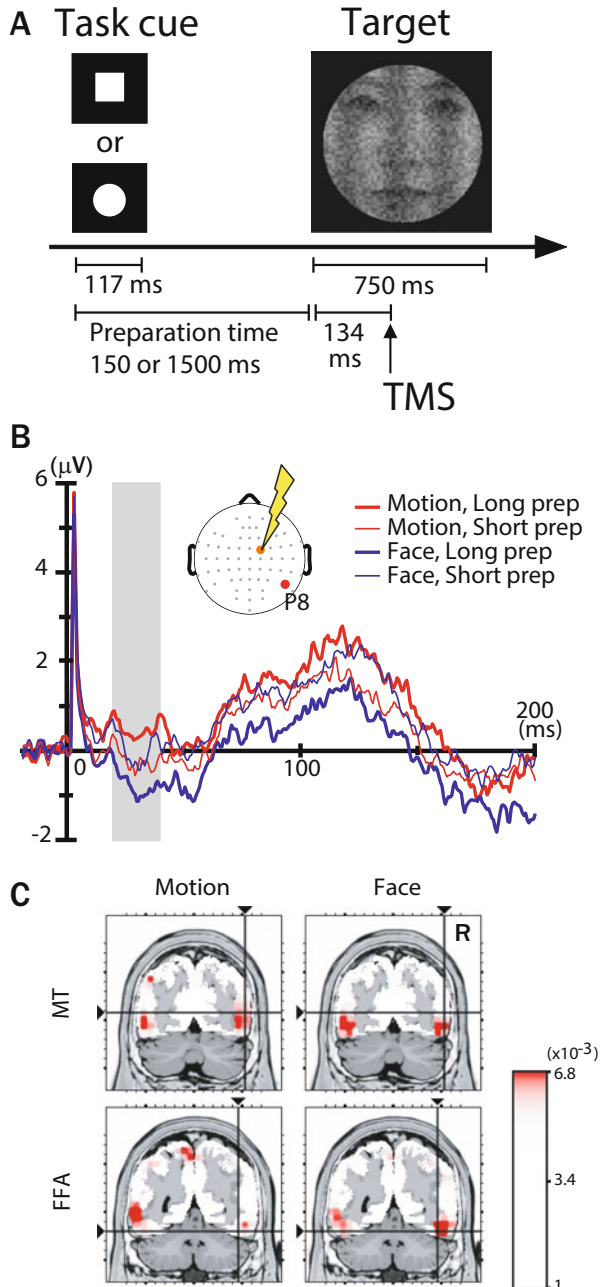 A
Task cue
Target
or
117 ms
750 ms
Preparation time
150 or 1500 ms
134
ms
TMS
B
(μV)
6
4
2
-2
0
100
200
(ms)
P8
Motion, Long prep
Motion, Short prep
Face, Long prep
Face, Short prep
C
Motion
Face
R
MT
FFA
(x10-3)
6.8
3.4
1